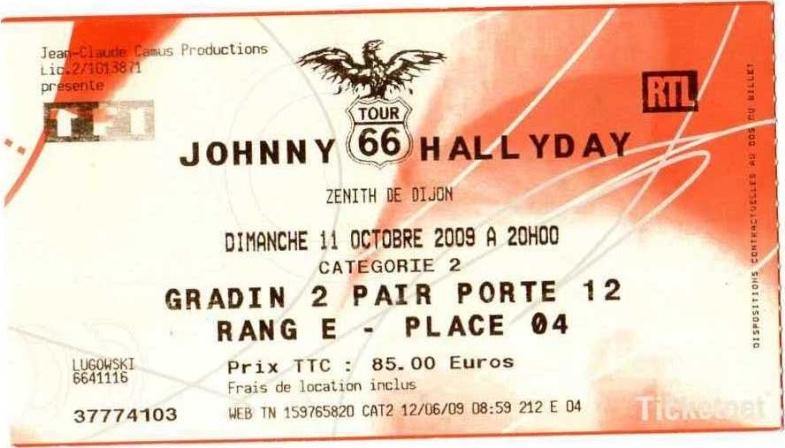 Jean-Claude Camus Productions
Lic.2/1013871
présente
TF1
RTL
TOUR
66
JOHNNY HALLYDAY
ZENITH DE DIJON
DIMANCHE 11 OCTOBRE 2009 A 20H00
CATEGORIE 2
GRADIN 2 PAIR PORTE 12
RANG E - PLACE 04
LUGOWSKI
6641116
Prix TTC : 85.00 Euros
Frais de location inclus
37774103
WEB TN 159765820 CAT2 12/06/09 08:59 212 E 04
Ticketnet
DISPOSITIONS CONTRACTUELLES AU DOS DU BILLET